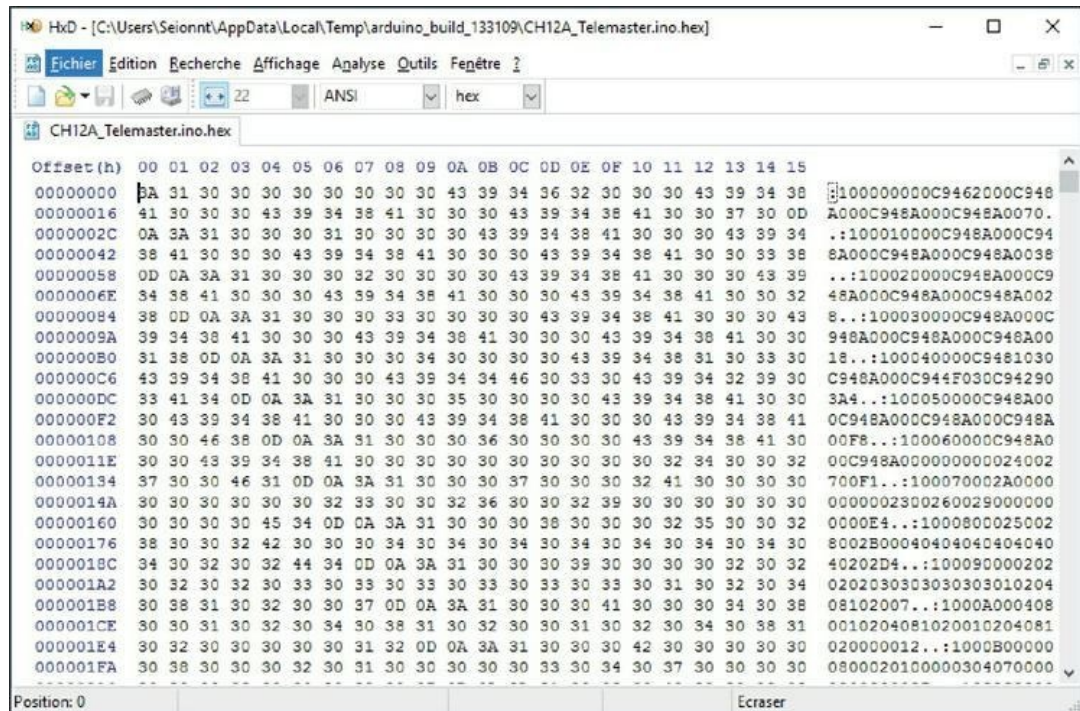 HxD - [C:\Users\Seionnt\AppData\Local\Temp\arduino_build_133109\CH12A_Telemaster.ino.hex]
Fichier Edition Recherche Affichage Analyse Outils Fenêtre ?
22 ANSI hex
CH12A_Telemaster.ino.hex
Offset(h) 00 01 02 03 04 05 06 07 08 09 0A 0B 0C 0D 0E 0F 10 11 12 13 14 15
00000000 3A 31 30 30 30 30 30 30 30 30 43 39 34 36 32 30 30 30 43 39 34 38 :100000000C9462000C948
00000016 41 30 30 30 43 39 34 38 41 30 30 30 43 39 34 38 41 30 30 37 30 0D A000C948A000C948A0070.
0000002C 0A 3A 31 30 30 30 31 30 30 30 30 43 39 34 38 41 30 30 30 43 39 34 .:100010000C948A000C94
00000042 38 41 30 30 30 43 39 34 38 41 30 30 30 43 39 34 38 41 30 30 33 38 8A000C948A000C948A0038
00000058 0D 0A 3A 31 30 30 30 32 30 30 30 30 43 39 34 38 41 30 30 30 43 39 ..:100020000C948A000C9
0000006E 34 38 41 30 30 30 43 39 34 38 41 30 30 30 43 39 34 38 41 30 30 32 48A000C948A000C948A002
00000084 38 0D 0A 3A 31 30 30 30 33 30 30 30 30 43 39 34 38 41 30 30 30 43 8..:100030000C948A000C
0000009A 39 34 38 41 30 30 30 43 39 34 38 41 30 30 30 43 39 34 38 41 30 30 948A000C948A000C948A00
000000B0 31 38 0D 0A 3A 31 30 30 30 34 30 30 30 30 43 39 34 38 31 30 33 30 18..:100040000C9481030
000000C6 43 39 34 38 41 30 30 30 43 39 34 34 46 30 33 30 43 39 34 32 39 30 C948A000C944F030C94290
000000DC 33 41 34 0D 0A 3A 31 30 30 30 35 30 30 30 30 43 39 34 38 41 30 30 3A4..:100050000C948A00
000000F2 30 43 39 34 38 41 30 30 30 43 39 34 38 41 30 30 30 43 39 34 38 41 0C948A000C948A000C948A
00000108 30 30 46 38 0D 0A 3A 31 30 30 30 36 30 30 30 30 43 39 34 38 41 30 00F8..:100060000C948A0
0000011E 30 30 43 39 34 38 41 30 30 30 30 30 30 30 30 30 30 32 34 30 30 32 00C948A000000000024002
00000134 37 30 30 46 31 0D 0A 3A 31 30 30 30 37 30 30 30 32 41 30 30 30 30 700F1..:100070002A0000
0000014A 30 30 30 30 30 32 33 30 30 32 36 30 30 32 39 30 30 30 30 30 30 30 0000023002600290000000
00000160 30 30 30 30 45 34 0D 0A 3A 31 30 30 30 38 30 30 30 32 35 30 30 32 0000E4..:1000800025002
00000176 38 30 30 32 42 30 30 30 34 30 34 30 34 30 34 30 34 30 34 30 34 30 8002B00040404040404040
0000018C 34 30 32 30 32 44 34 0D 0A 3A 31 30 30 30 39 30 30 30 30 32 30 32 40202D4..:100090000202
000001A2 30 32 30 32 30 33 30 33 30 33 30 33 30 33 30 33 30 31 30 32 30 34 0202030303030303010204
000001B8 30 38 31 30 32 30 30 37 0D 0A 3A 31 30 30 30 41 30 30 30 34 30 38 08102007..:1000A000408
000001CE 30 30 31 30 32 30 34 30 38 31 30 32 30 30 31 30 32 30 34 30 38 31 0010204081020010204081
000001E4 30 32 30 30 30 30 30 31 32 0D 0A 3A 31 30 30 30 42 30 30 30 30 30 020000012..:1000B00000
000001FA 30 38 30 30 30 32 30 31 30 30 30 30 30 33 30 34 30 37 30 30 30 30 0800020100000304070000
Position: 0 Ecraser